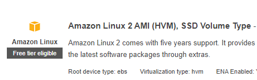 Amazon Linux 2 AMI (HVM), SSD Volume Type -
Amazon Linux
Free tier eligible
Amazon Linux 2 comes with five years support. It provides
the latest software packages through extras.
Root device type: ebs Virtualization type: hvm ENA Enabled: